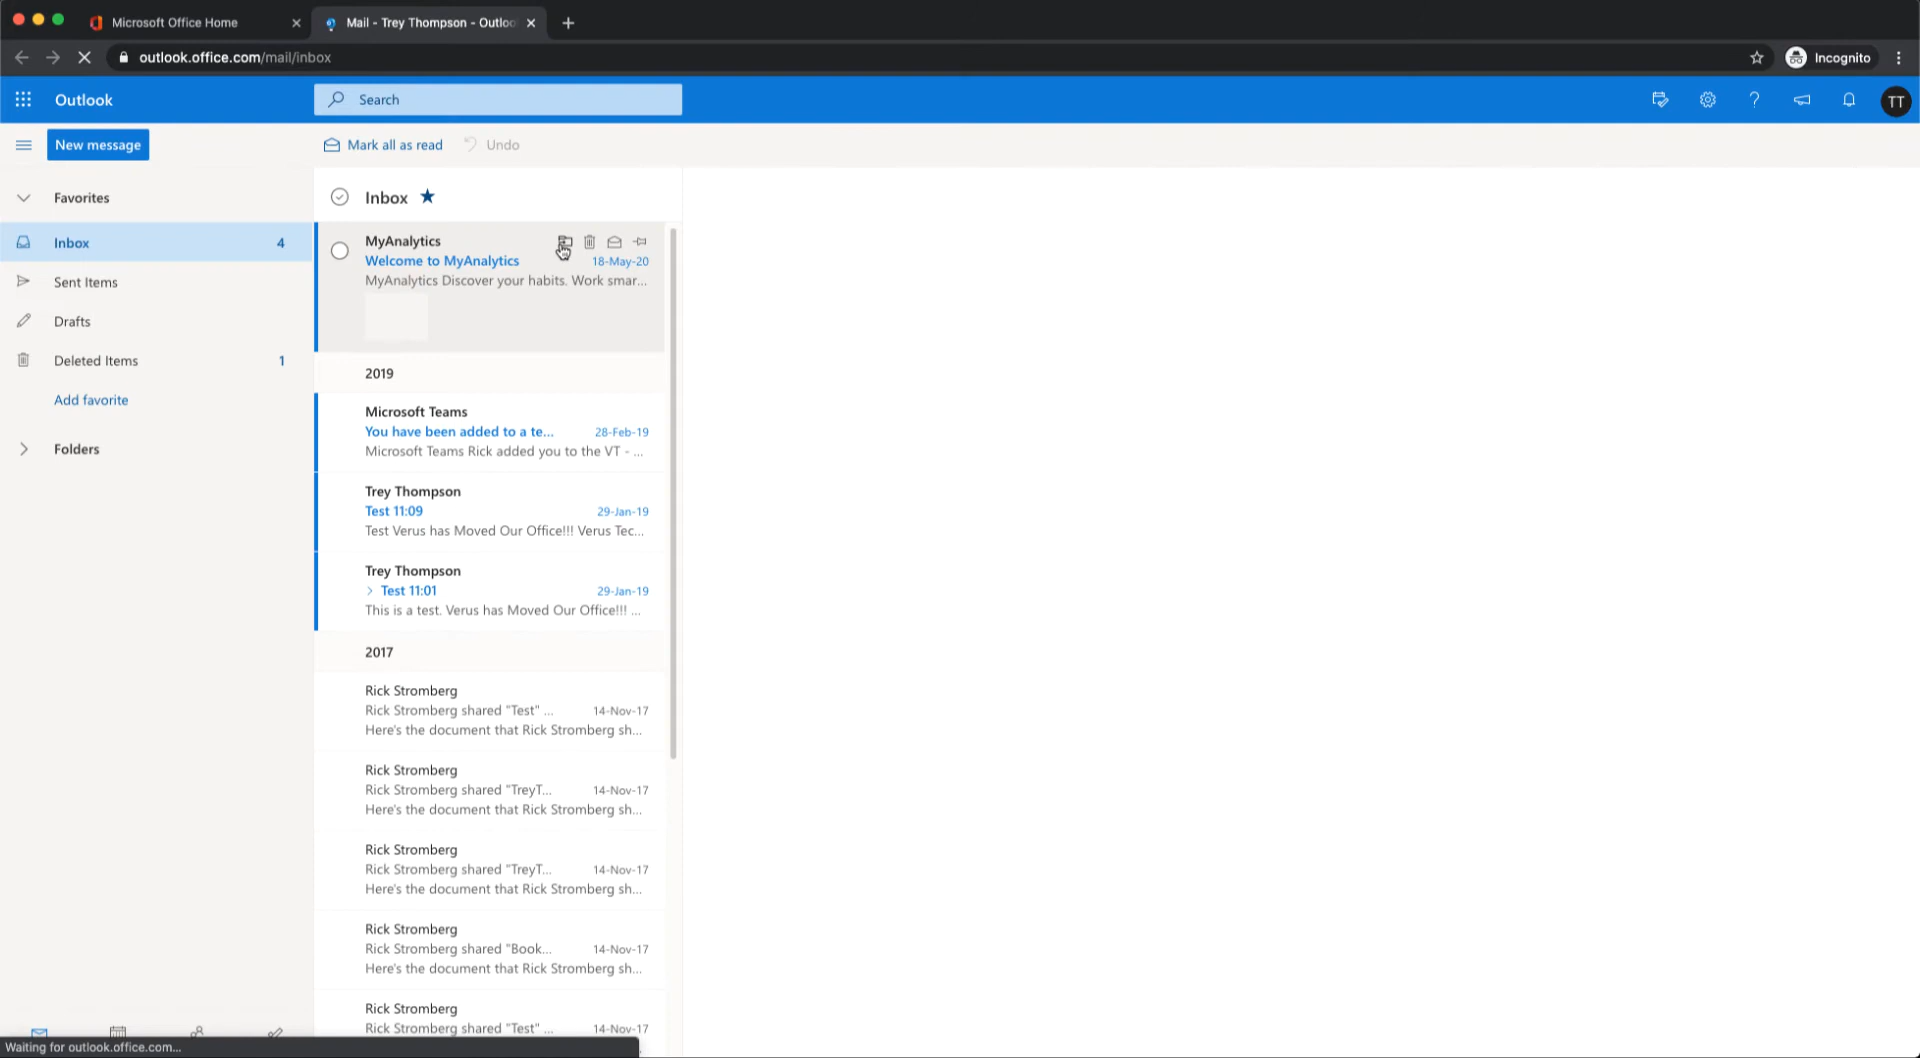 Microsoft Office Home
Mail - Trey Thompson - Outloo
outlook.office.com/mail/inbox
Incognito
Outlook
Search
TT
New message
Mark all as read
Undo
Favorites
Inbox 4
Sent Items
Drafts
Deleted Items 1
Add favorite
Folders
Inbox
MyAnalytics
Welcome to MyAnalytics 18-May-20
MyAnalytics Discover your habits. Work smar...
2019
Microsoft Teams
You have been added to a te... 28-Feb-19
Microsoft Teams Rick added you to the VT - ...
Trey Thompson
Test 11:09 29-Jan-19
Test Verus has Moved Our Office!!! Verus Tec...
Trey Thompson
> Test 11:01 29-Jan-19
This is a test. Verus has Moved Our Office!!! ...
2017
Rick Stromberg
Rick Stromberg shared "Test" ... 14-Nov-17
Here's the document that Rick Stromberg sh...
Rick Stromberg
Rick Stromberg shared "TreyT... 14-Nov-17
Here's the document that Rick Stromberg sh...
Rick Stromberg
Rick Stromberg shared "TreyT... 14-Nov-17
Here's the document that Rick Stromberg sh...
Rick Stromberg
Rick Stromberg shared "Book... 14-Nov-17
Here's the document that Rick Stromberg sh...
Rick Stromberg
Rick Stromberg shared "Test" ... 14-Nov-17
Waiting for outlook.office.com...